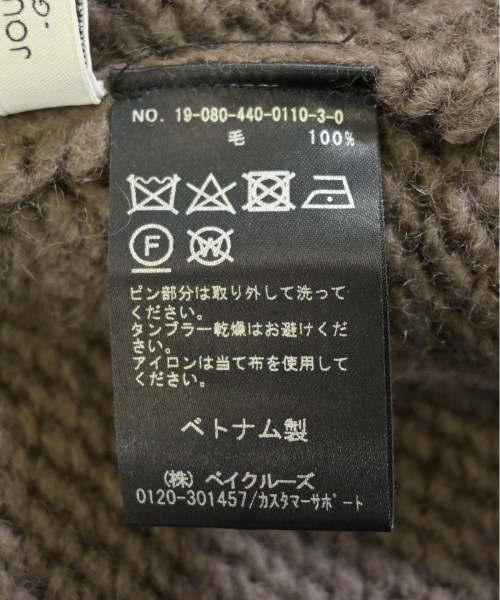 JOU
-G
NO. 19-080-440-0110-3-0
毛 100%
F W
ピン部分は取り外して洗って
ください。
タンブラー乾燥はお避けくだ
さい。
アイロンは当て布を使用して
ください。
ベトナム製
(株) ベイクルーズ
0120-301457/カスタマーサポート